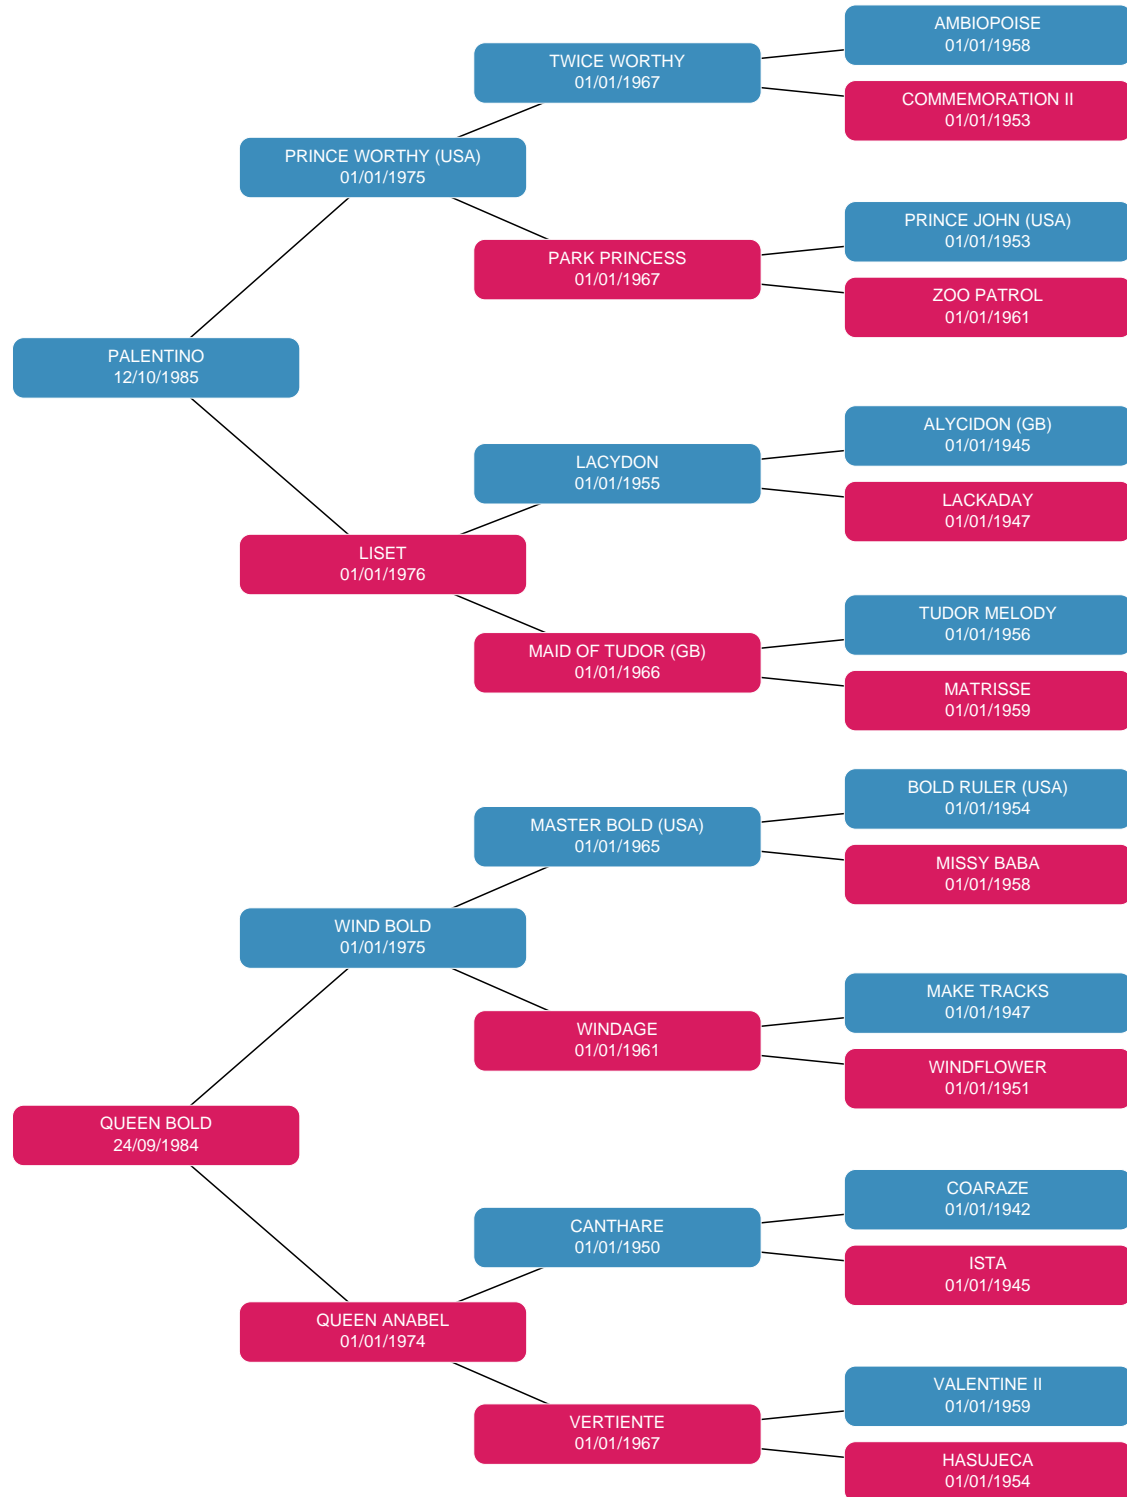 AMBIOPOISE
01/01/1958
TWICE WORTHY
01/01/1967
COMMEMORATION II
01/01/1953
PRINCE WORTHY (USA)
01/01/1975
PRINCE JOHN (USA)
01/01/1953
PARK PRINCESS
01/01/1967
ZOO PATROL
01/01/1961
PALENTINO
12/10/1985
ALYCIDON (GB)
01/01/1945
LACYDON
01/01/1955
LACKADAY
01/01/1947
LISET
01/01/1976
TUDOR MELODY
01/01/1956
MAID OF TUDOR (GB)
01/01/1966
MATRISSE
01/01/1959
BOLD RULER (USA)
01/01/1954
MASTER BOLD (USA)
01/01/1965
MISSY BABA
01/01/1958
WIND BOLD
01/01/1975
MAKE TRACKS
01/01/1947
WINDAGE
01/01/1961
WINDFLOWER
01/01/1951
QUEEN BOLD
24/09/1984
COARAZE
01/01/1942
CANTHARE
01/01/1950
ISTA
01/01/1945
QUEEN ANABEL
01/01/1974
VALENTINE II
01/01/1959
VERTIENTE
01/01/1967
HASUJECA
01/01/1954